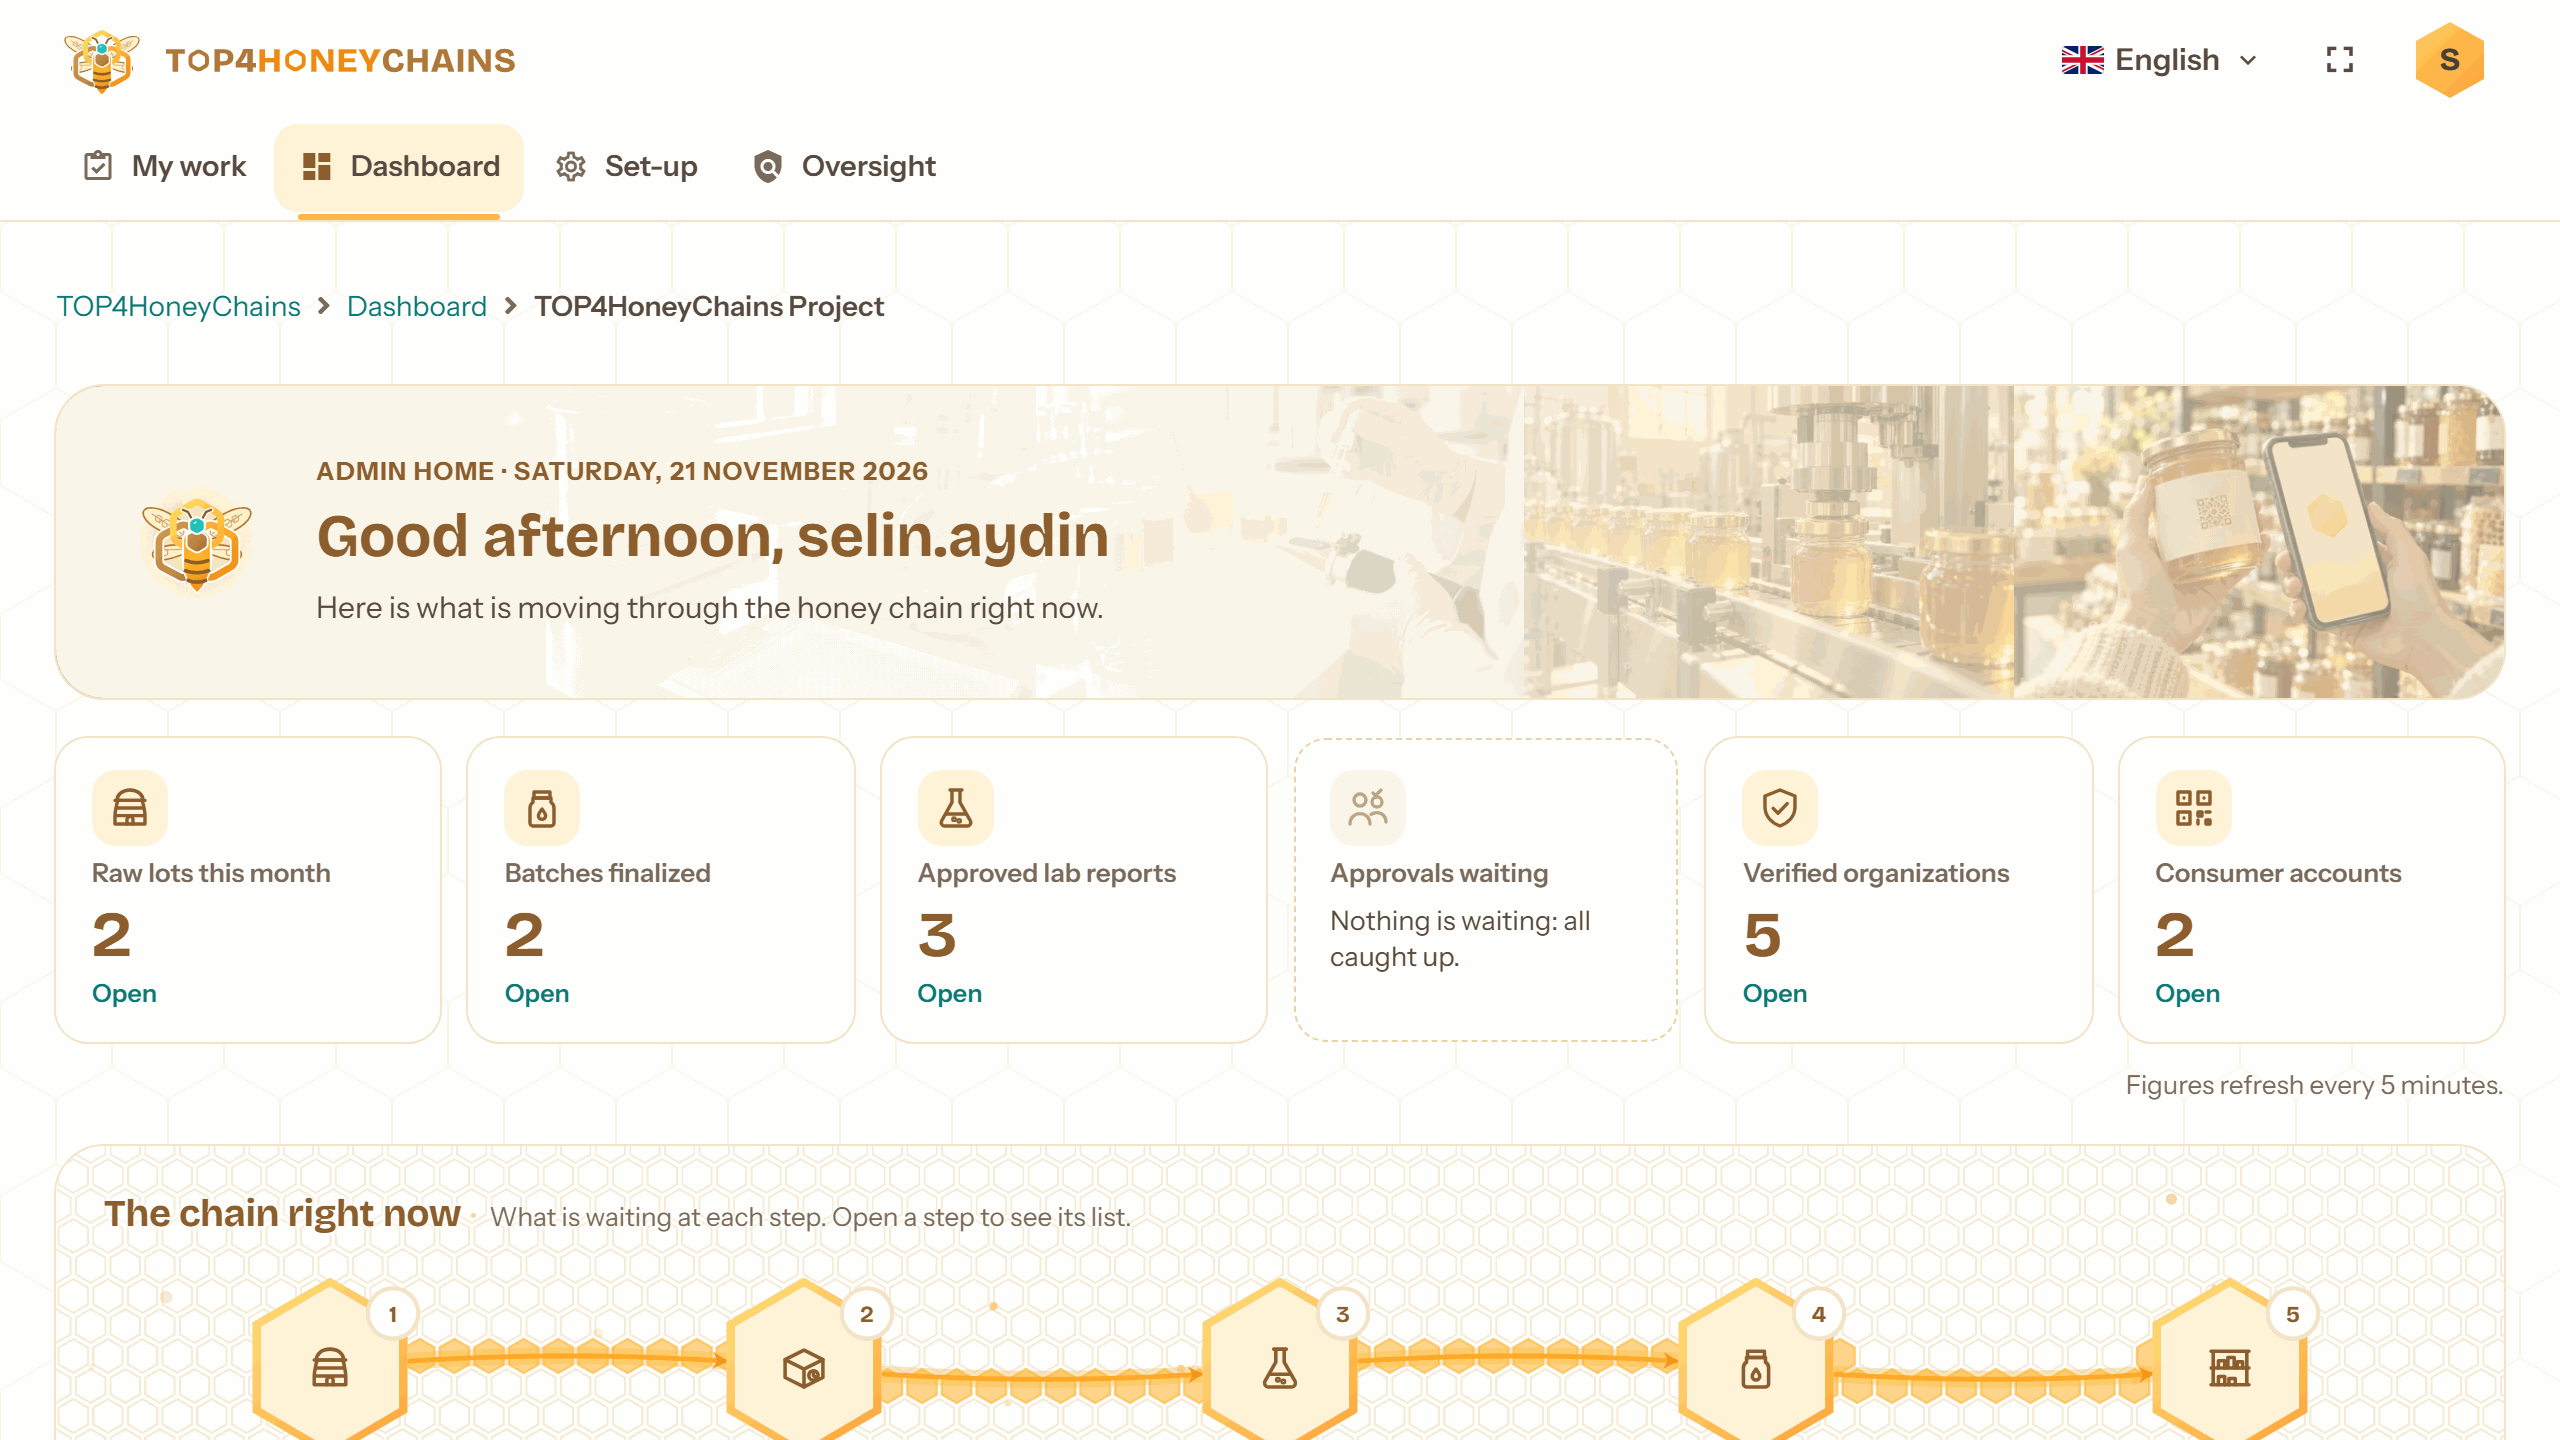 TOP4HONEYCHAINS
English
S
My work
Dashboard
Set-up
Oversight
TOP4HoneyChains > Dashboard > TOP4HoneyChains Project
ADMIN HOME · SATURDAY, 21 NOVEMBER 2026
Good afternoon, selin.aydin
Here is what is moving through the honey chain right now.
Raw lots this month
2
Open
Batches finalized
2
Open
Approved lab reports
3
Open
Approvals waiting
Nothing is waiting: all
caught up.
Verified organizations
5
Open
Consumer accounts
2
Open
Figures refresh every 5 minutes.
The chain right now · What is waiting at each step. Open a step to see its list.
1
2
3
4
5